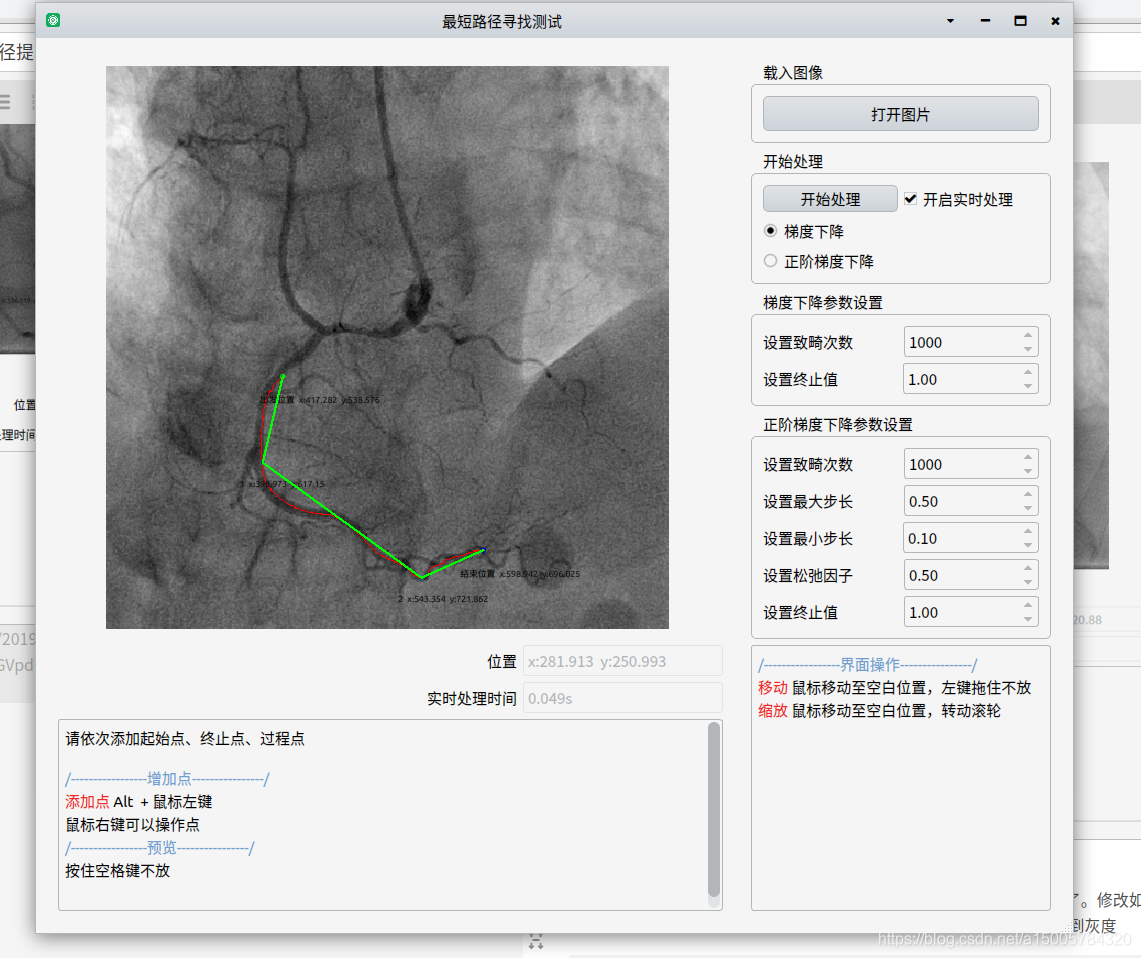 最短路径寻找测试
径提
载入图像
打开图片
开始处理
开始处理
开启实时处理
梯度下降
正阶梯度下降
梯度下降参数设置
设置致畸次数 1000
设置终止值 1.00
正阶梯度下降参数设置
设置致畸次数 1000
设置最大步长 0.50
设置最小步长 0.10
设置松弛因子 0.50
设置终止值 1.00
出发位置 x:417.282 y:538.576
1 x:398.973 y:617.15
结束位置 x:598.942 y:696.025
2 x:543.354 y:721.862
位置
理时间
/2019
GVpd
20.88
位置 x:281.913 y:250.993
实时处理时间 0.049s
请依次添加起始点、终止点、过程点
/-----------------增加点----------------/
添加点 Alt + 鼠标左键
鼠标右键可以操作点
/-----------------预览----------------/
按住空格键不放
/-----------------界面操作----------------/
移动 鼠标移动至空白位置，左键拖住不放
缩放 鼠标移动至空白位置，转动滚轮
了。修改如
到灰度
https://blog.csdn.net/a15005784320